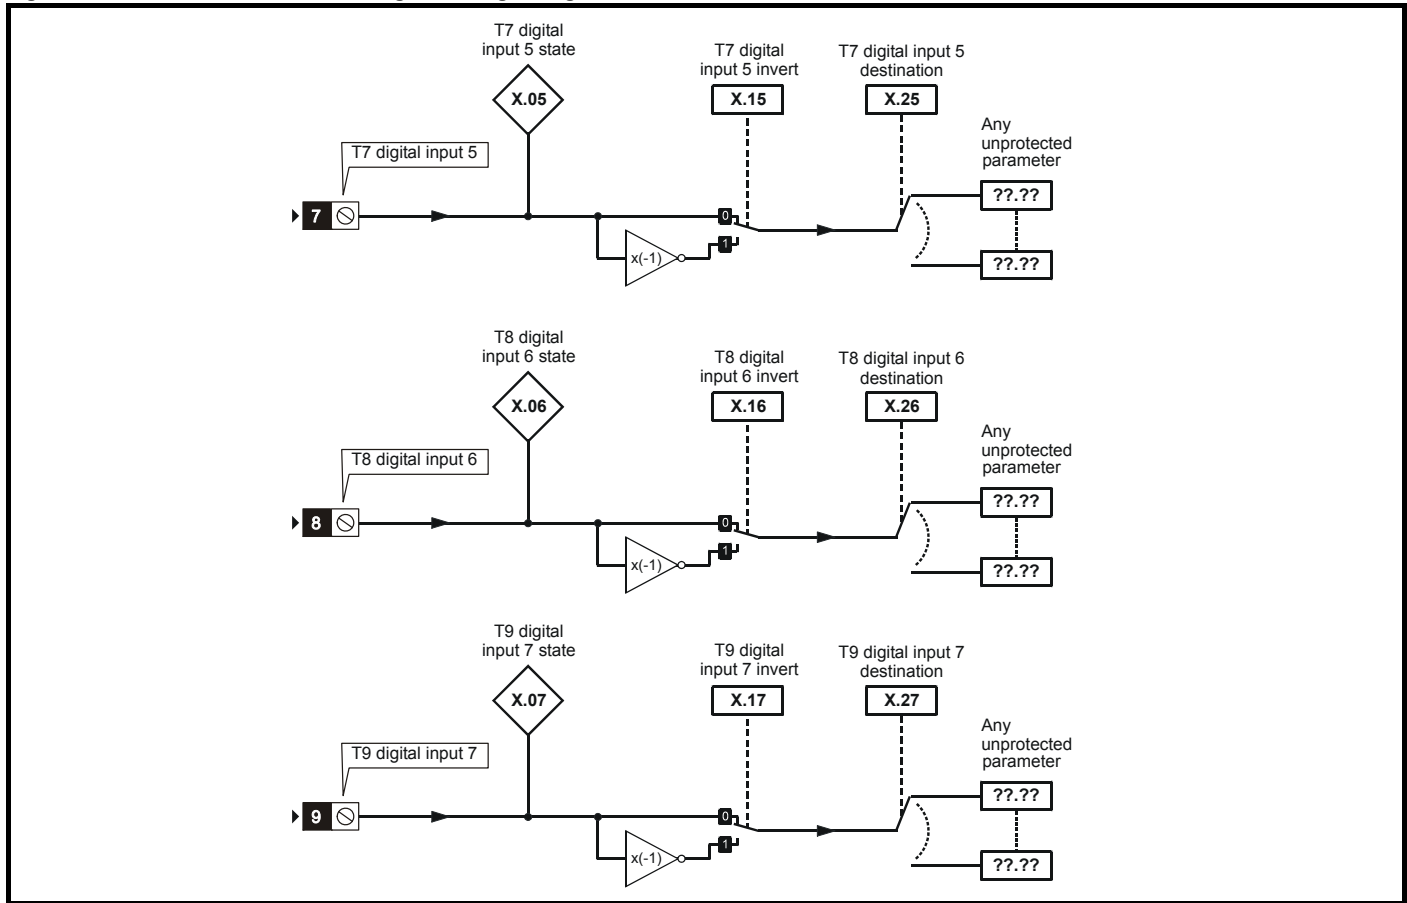 T7 digital
input 5 state
T7 digital
input 5 invert
T7 digital input 5
destination
X.05
X.15
X.25
Any
unprotected
parameter
T7 digital input 5
??.??
7
0
1
x(-1)
??.??
T8 digital
input 6 state
T8 digital
input 6 invert
T8 digital input 6
destination
X.06
X.16
X.26
Any
unprotected
parameter
T8 digital input 6
??.??
8
0
1
x(-1)
??.??
T9 digital
input 7 state
T9 digital
input 7 invert
T9 digital input 7
destination
X.07
X.17
X.27
Any
unprotected
parameter
T9 digital input 7
??.??
9
0
1
x(-1)
??.??